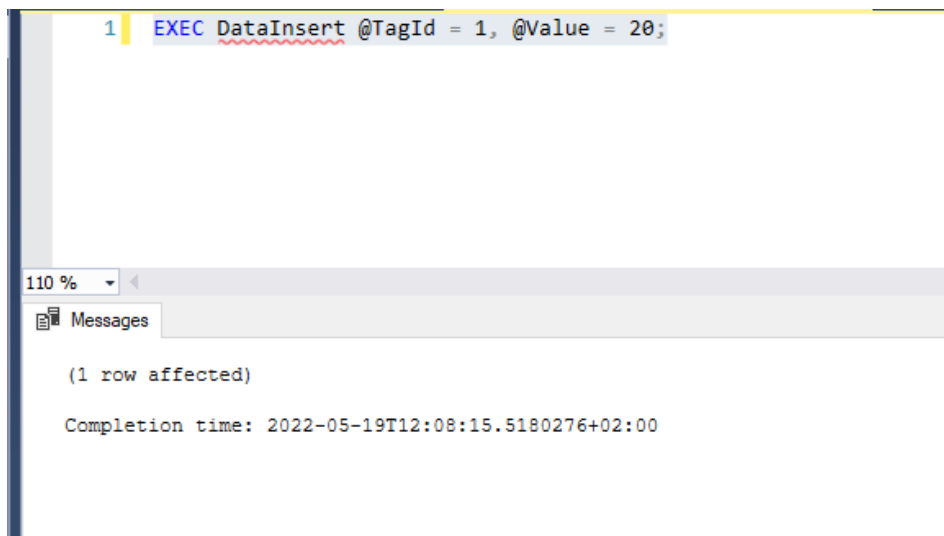 1 EXEC DataInsert @TagId = 1, @Value = 20;
110 %
Messages
(1 row affected)
Completion time: 2022-05-19T12:08:15.5180276+02:00